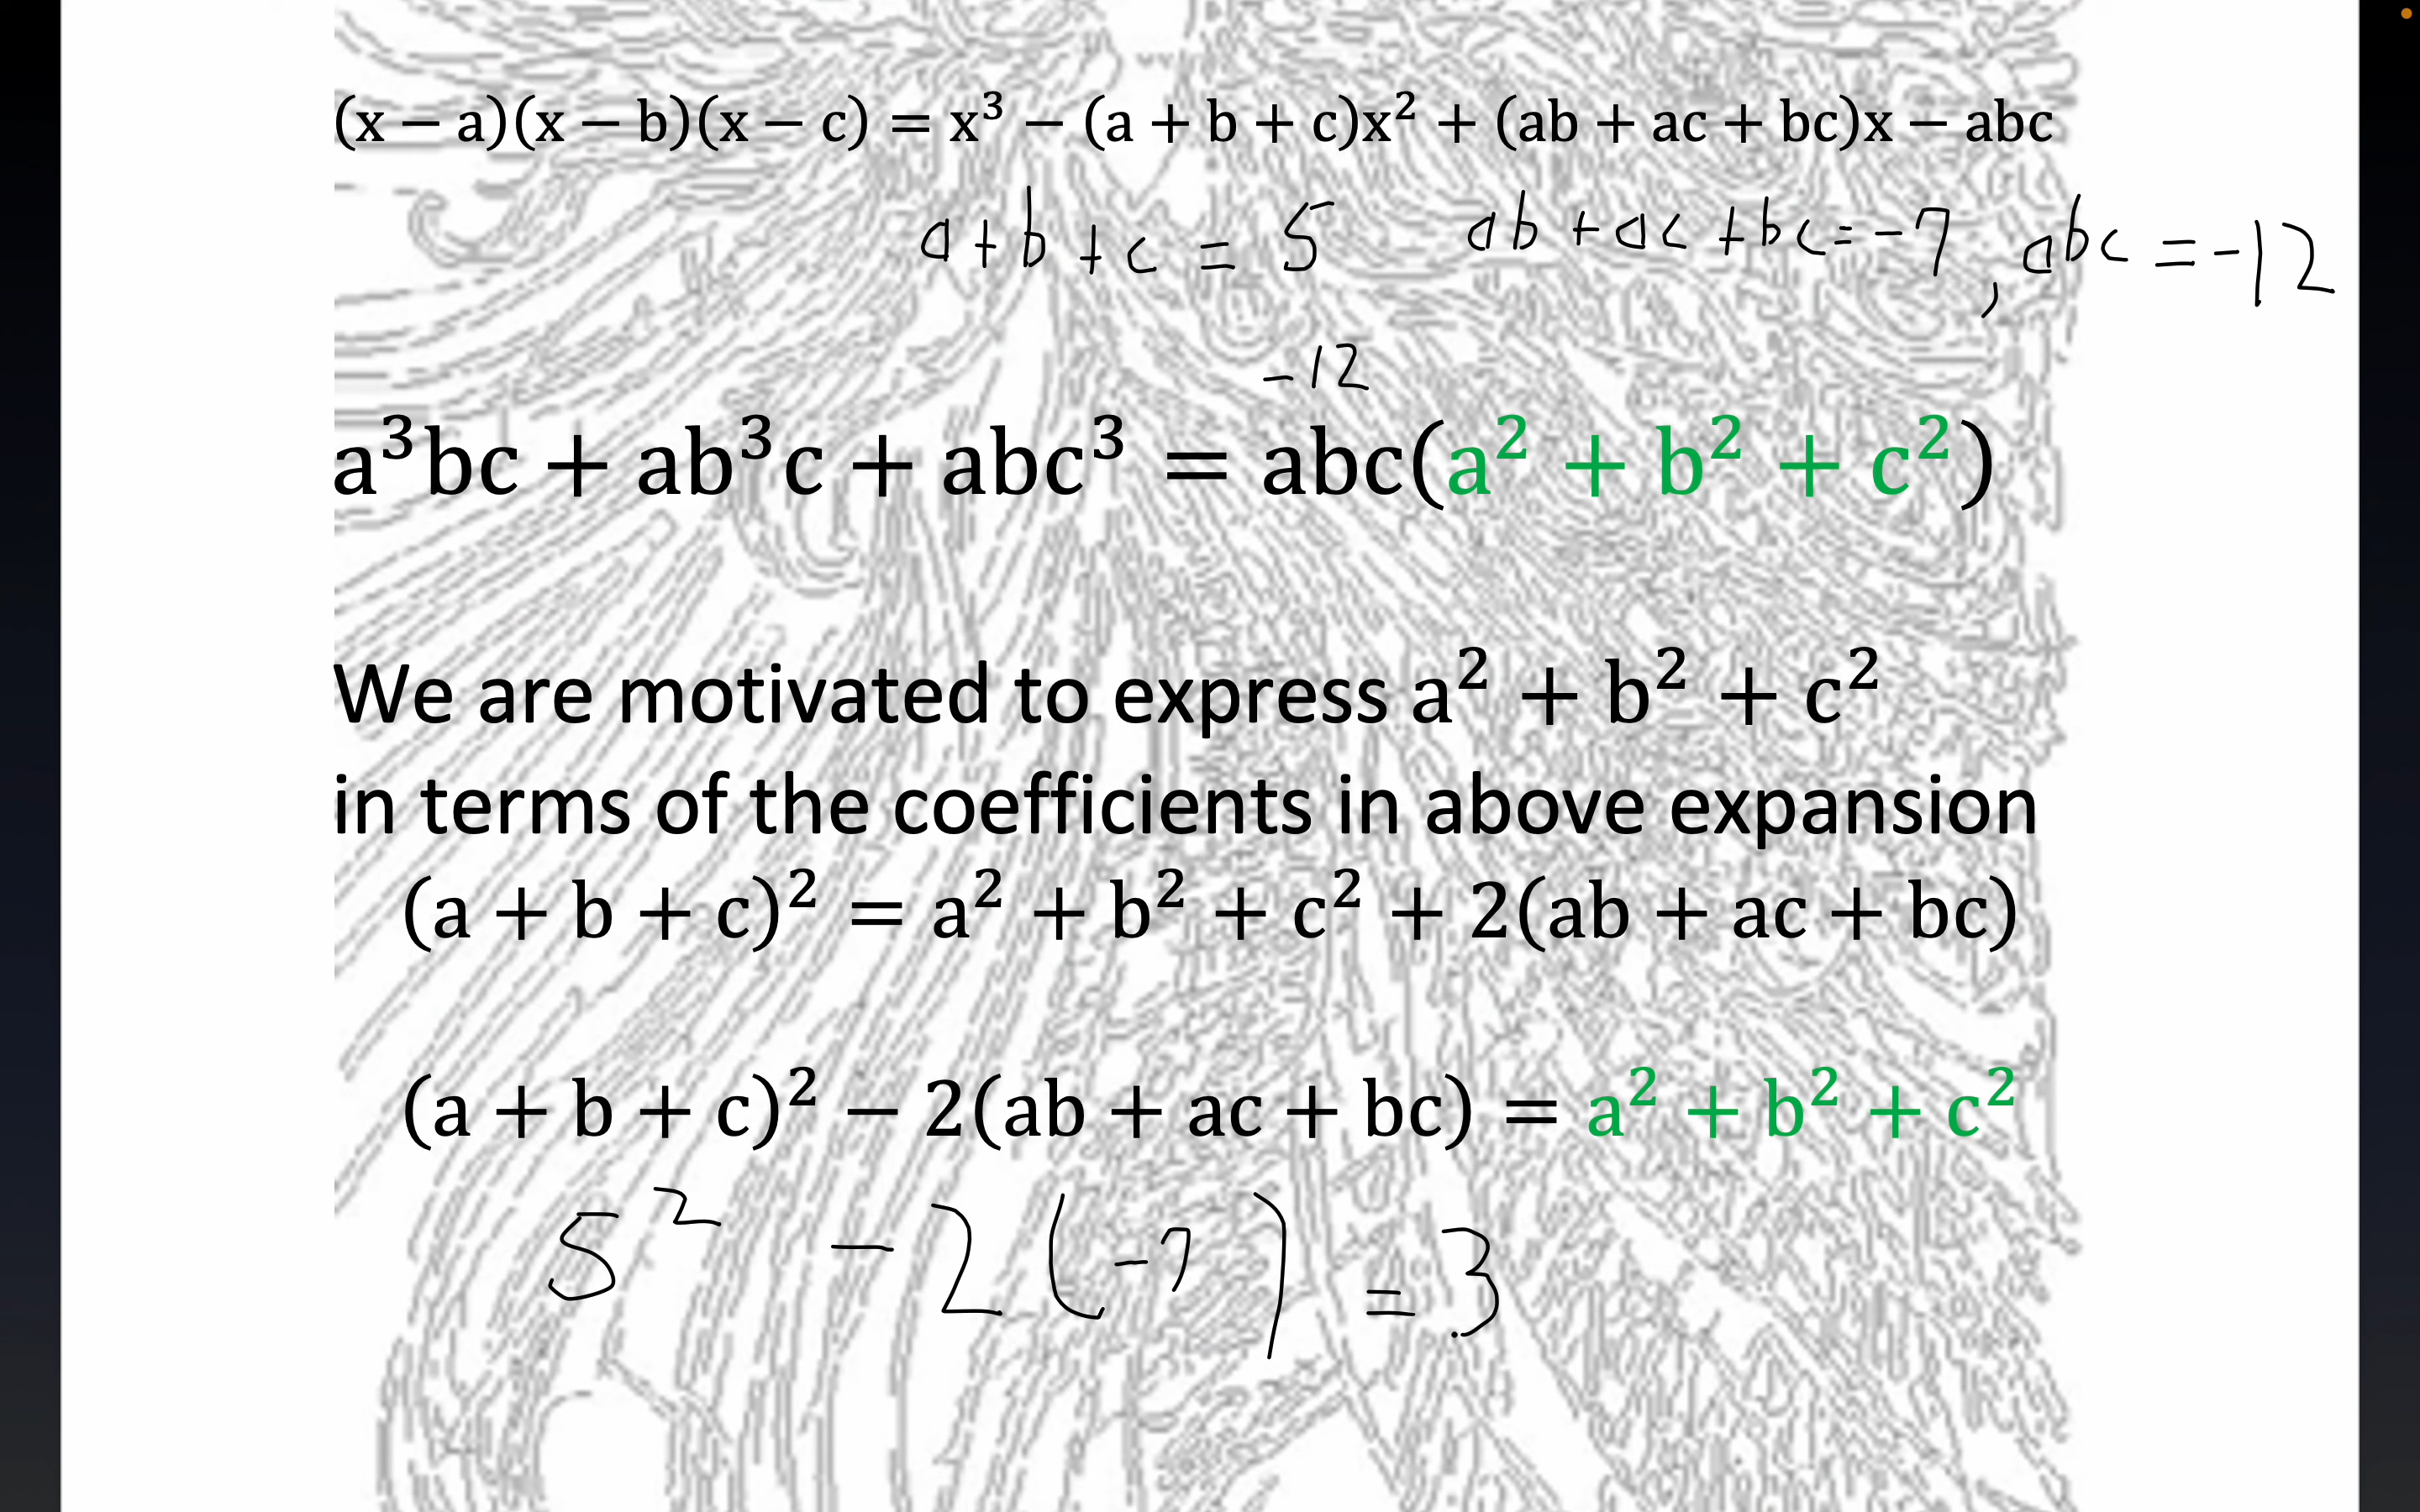 (x − a)(x − b)(x − c) = x³ − (a + b + c)x² + (ab + ac + bc)x − abc
a + b + c = 5 ab + ac + bc = -7 , abc = -12
-12
a³bc + ab³c + abc³ = abc(a² + b² + c²)
We are motivated to express a² + b² + c²
in terms of the coefficients in above expansion
(a + b + c)² = a² + b² + c² + 2(ab + ac + bc)
(a + b + c)² − 2(ab + ac + bc) = a² + b² + c²
5² - 2(-7) = 3